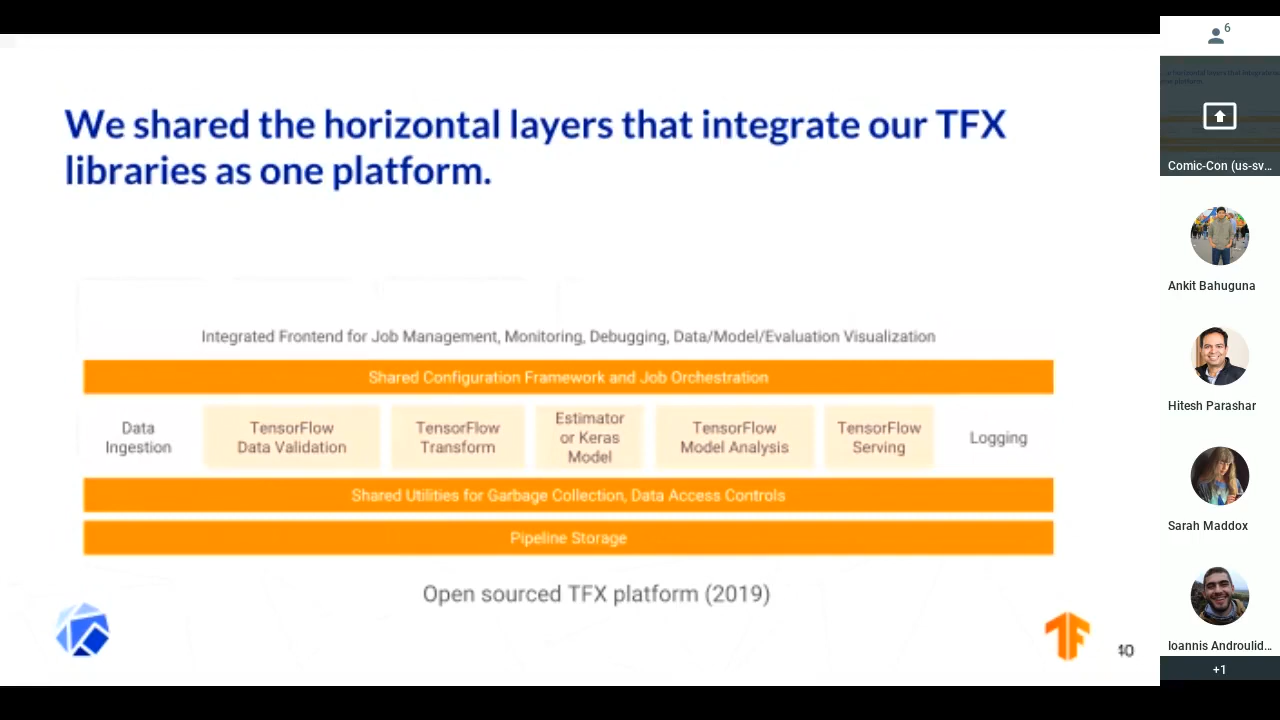 We shared the horizontal layers that integrate our TFX
libraries as one platform.
Integrated Frontend for Job Management, Monitoring, Debugging, Data/Model/Evaluation Visualization
Shared Configuration Framework and Job Orchestration
Data
Ingestion
TensorFlow
Data Validation
TensorFlow
Transform
Estimator
or Keras
Model
TensorFlow
Model Analysis
TensorFlow
Serving
Logging
Shared Utilities for Garbage Collection, Data Access Controls
Pipeline Storage
Open sourced TFX platform (2019)
6
Comic-Con (us-sv...
Ankit Bahuguna
Hitesh Parashar
Sarah Maddox
Ioannis Androulid...
+1